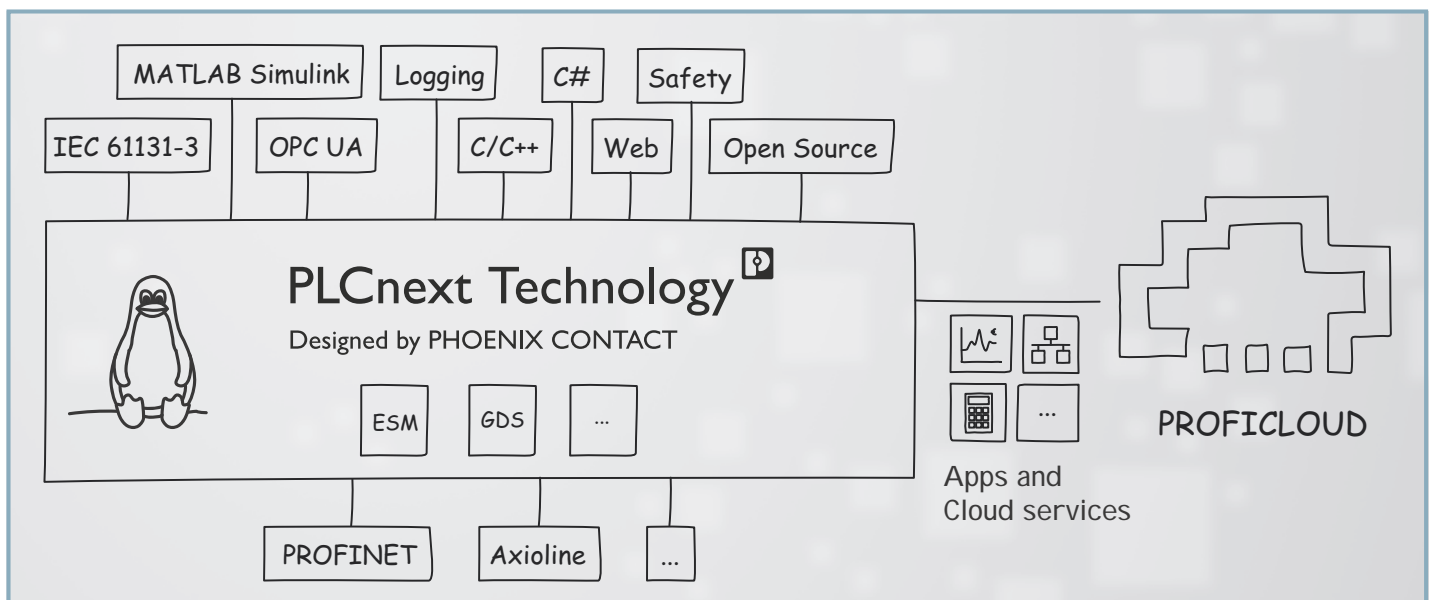 MATLAB Simulink
Logging
C#
Safety
IEC 61131-3
OPC UA
C/C++
Web
Open Source
PLCnext Technology
Designed by PHOENIX CONTACT
ESM
GDS
...
...
PROFICLOUD
Apps and
Cloud services
PROFINET
Axioline
...